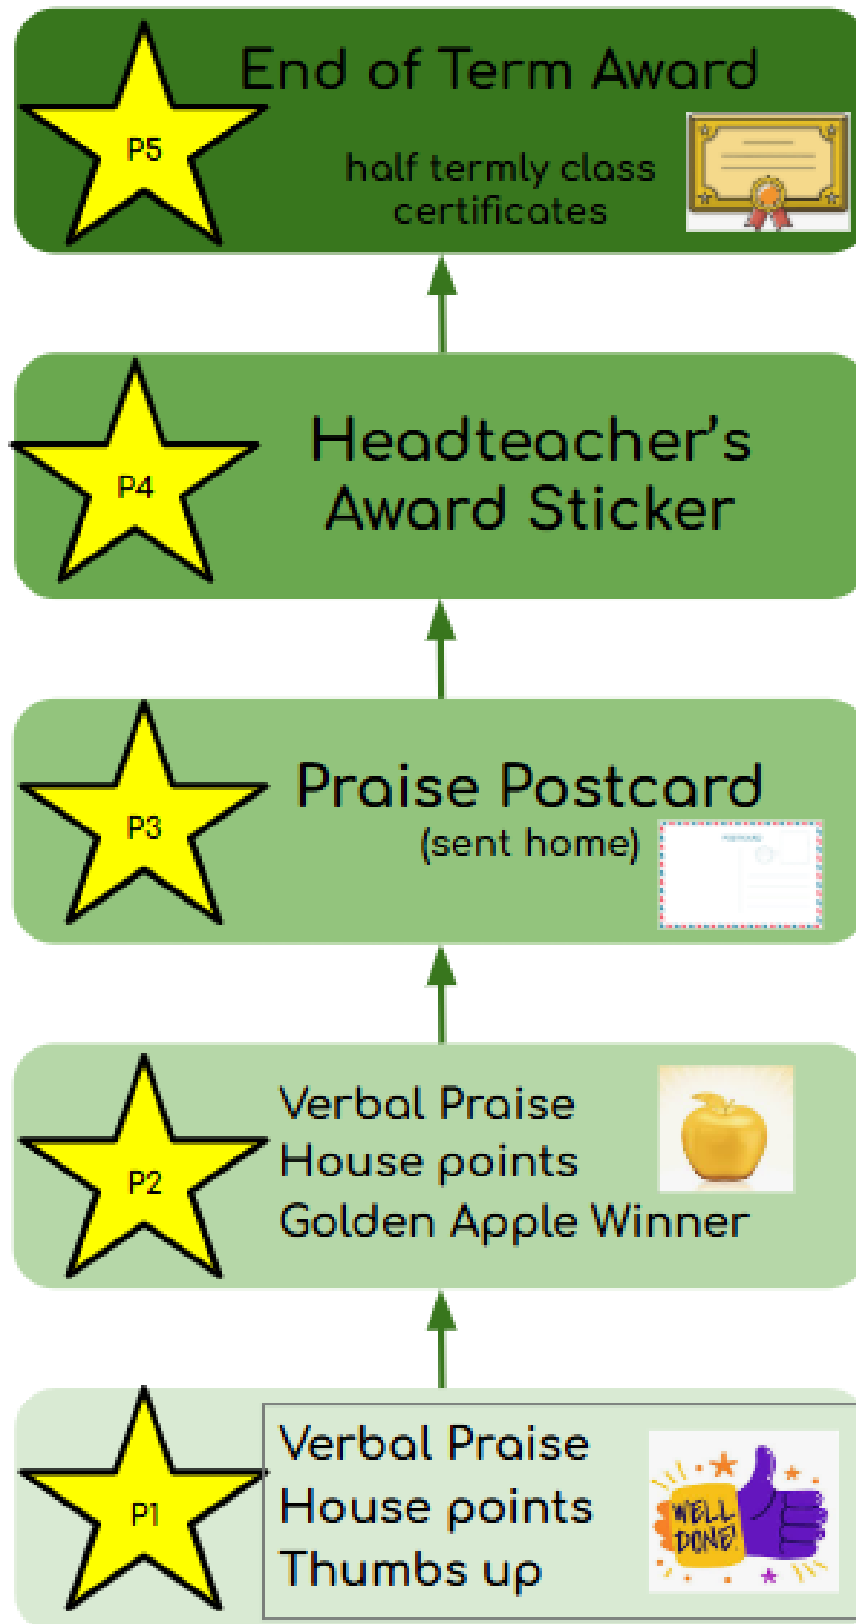 End of Term Award
P5
half termly class
certificates
Headteacher's
Award Sticker
P4
Praise Postcard
(sent home)
P3
POSTCARD
Verbal Praise
House points
Golden Apple Winner
P2
Verbal Praise
House points
Thumbs up
P1
WELL
DONE!